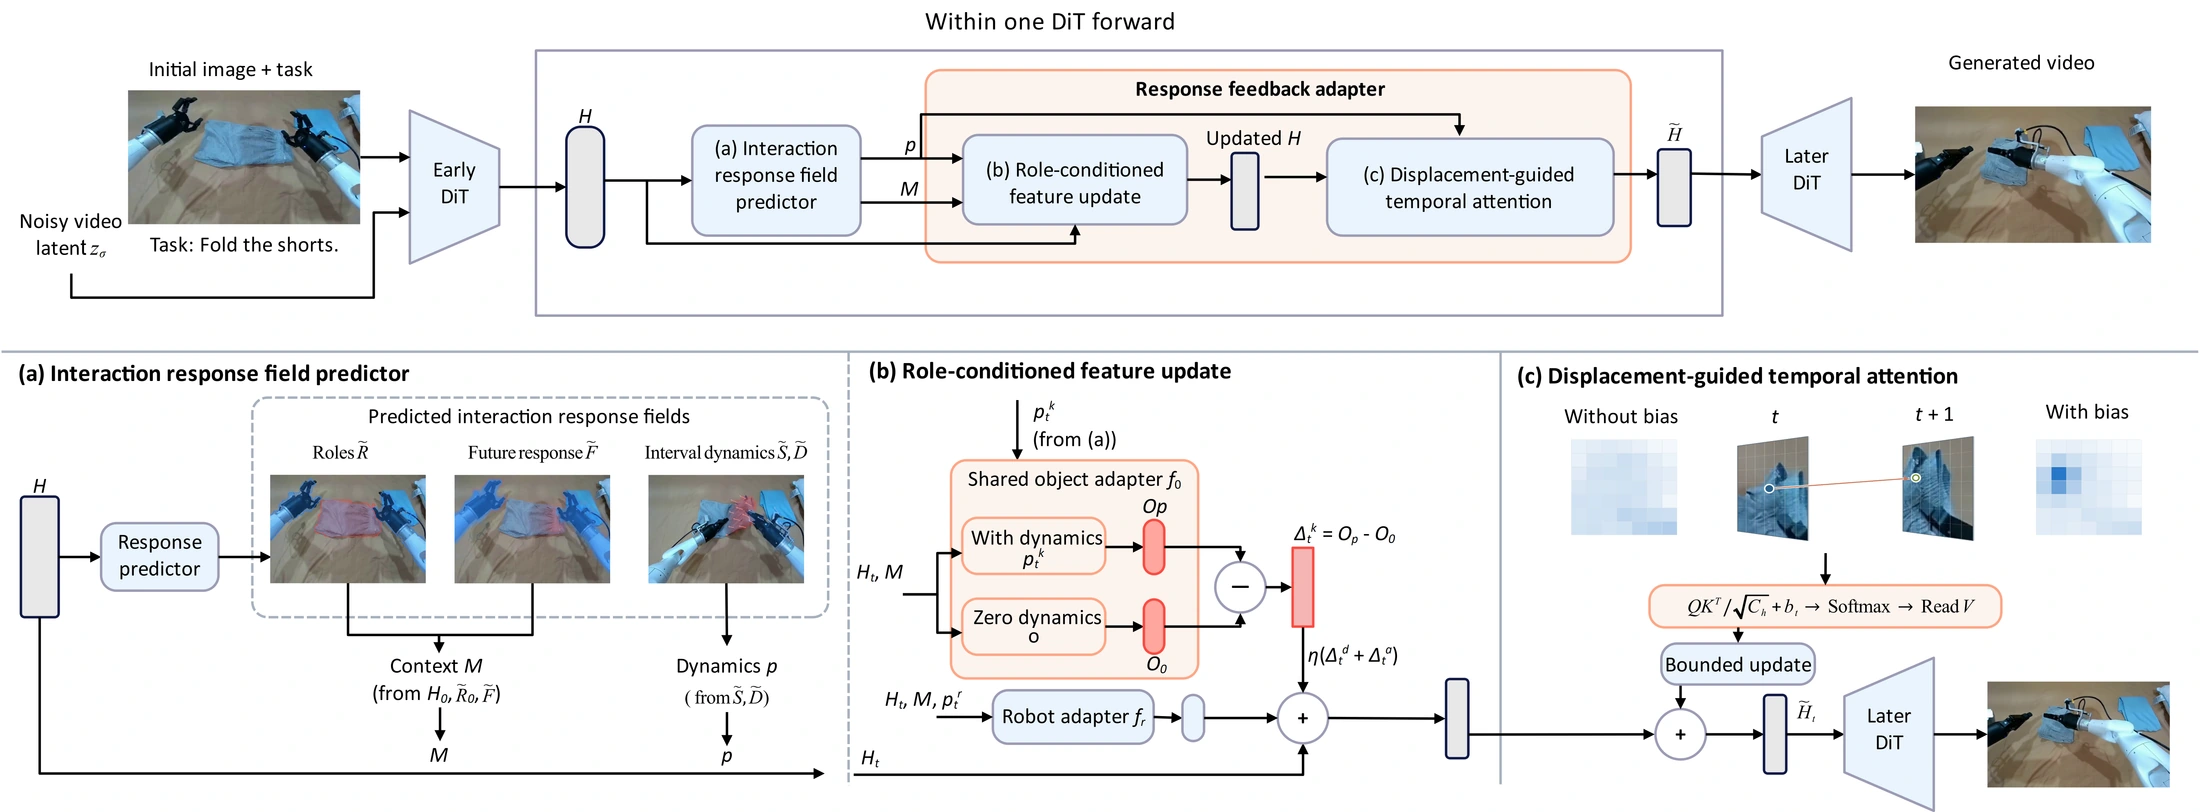 Within one DiT forward
Initial image + task
Generated video
Response feedback adapter
H
Updated H
H̃
(a) Interaction
response field
predictor
p
M
(b) Role-conditioned
feature update
(c) Displacement-guided
temporal attention
Early
DiT
Later
DiT
Noisy video
latent z_σ
Task: Fold the shorts.
(a) Interaction response field predictor
Predicted interaction response fields
Roles R̃
Future response F̃
Interval dynamics S̃, D̃
H
Response
predictor
Context M
(from H₀, R̃₀, F̃)
M
Dynamics p
( from S̃, D̃)
p
(b) Role-conditioned feature update
p_t^k
(from (a))
Shared object adapter f₀
With dynamics
p_t^k
Op
Zero dynamics
o
O₀
H_t, M
−
Δ_t^k = O_p - O₀
η(Δ_t^d + Δ_t^a)
H_t, M, p_t^r
Robot adapter f_r
+
H_t
(c) Displacement-guided temporal attention
Without bias
t
t + 1
With bias
QK^T/√C_h + b_t → Softmax → Read V
Bounded update
+
H̃_t
Later
DiT